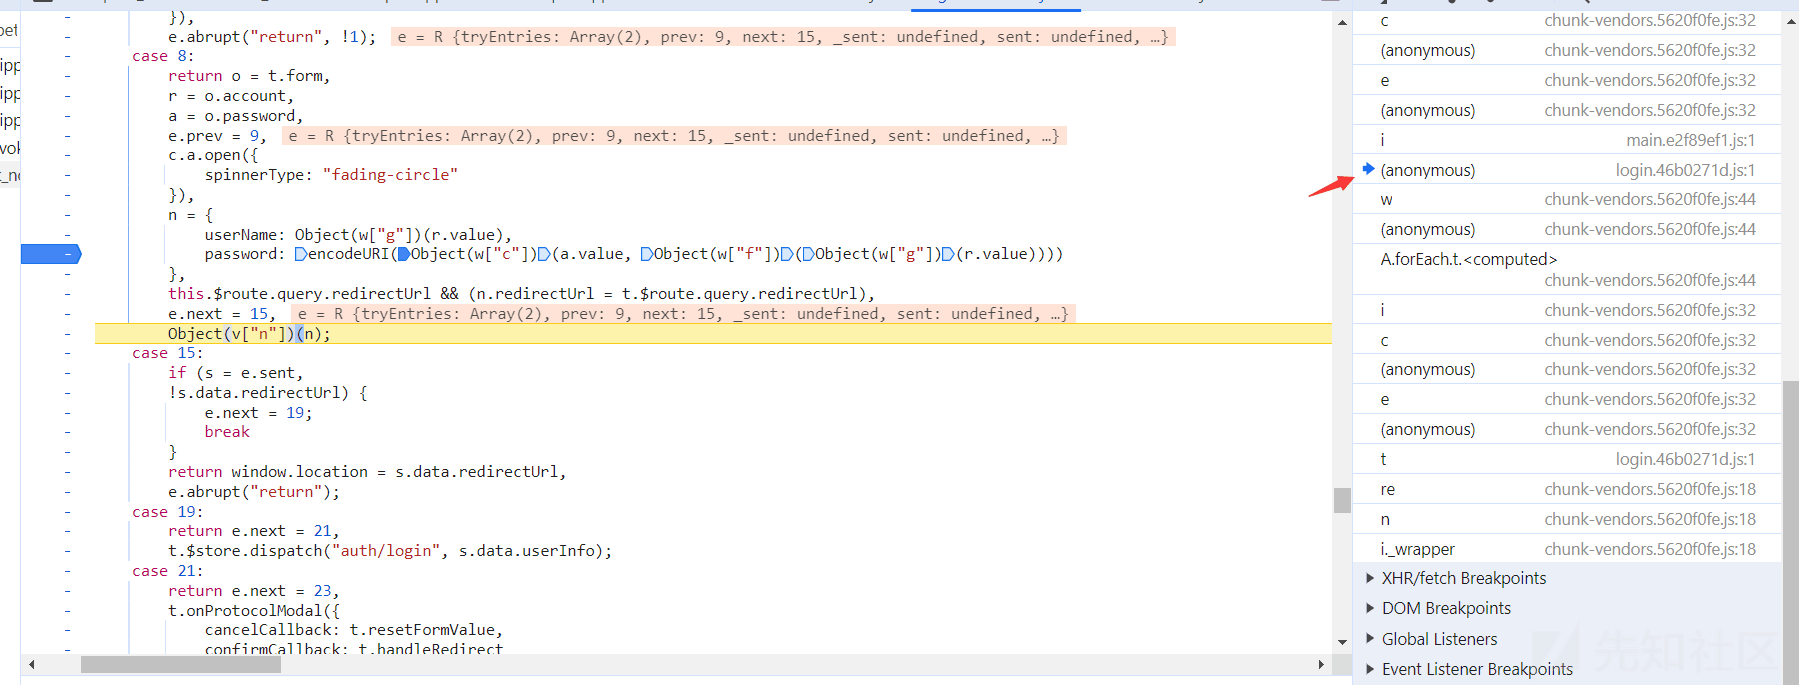 }),
e.abrupt("return", !1); e = R {tryEntries: Array(2), prev: 9, next: 15, _sent: undefined, sent: undefined, …}
case 8:
return o = t.form,
r = o.account,
a = o.password,
e.prev = 9, e = R {tryEntries: Array(2), prev: 9, next: 15, _sent: undefined, sent: undefined, …}
c.a.open({
spinnerType: "fading-circle"
}),
n = {
userName: Object(w["g"])(r.value),
password: encodeURI(Object(w["c"])(a.value, Object(w["f"])(Object(w["g"])(r.value))))
},
this.$route.query.redirectUrl && (n.redirectUrl = t.$route.query.redirectUrl),
e.next = 15, e = R {tryEntries: Array(2), prev: 9, next: 15, _sent: undefined, sent: undefined, …}
Object(v["n"])(n);
case 15:
if (s = e.sent,
!s.data.redirectUrl) {
e.next = 19;
break
}
return window.location = s.data.redirectUrl,
e.abrupt("return");
case 19:
return e.next = 21,
t.$store.dispatch("auth/login", s.data.userInfo);
case 21:
return e.next = 23,
t.onProtocolModal({
cancelCallback: t.resetFormValue,
confirmCallback: t.handleRedirect
c chunk-vendors.5620f0fe.js:32
(anonymous) chunk-vendors.5620f0fe.js:32
e chunk-vendors.5620f0fe.js:32
(anonymous) chunk-vendors.5620f0fe.js:32
i main.e2f89ef1.js:1
(anonymous) login.46b0271d.js:1
w chunk-vendors.5620f0fe.js:44
(anonymous) chunk-vendors.5620f0fe.js:44
A.forEach.t.<computed>
chunk-vendors.5620f0fe.js:44
i chunk-vendors.5620f0fe.js:32
c chunk-vendors.5620f0fe.js:32
(anonymous) chunk-vendors.5620f0fe.js:32
e chunk-vendors.5620f0fe.js:32
(anonymous) chunk-vendors.5620f0fe.js:32
t login.46b0271d.js:1
re chunk-vendors.5620f0fe.js:18
n chunk-vendors.5620f0fe.js:18
i._wrapper chunk-vendors.5620f0fe.js:18
XHR/fetch Breakpoints
DOM Breakpoints
Global Listeners
Event Listener Breakpoints
先知社区